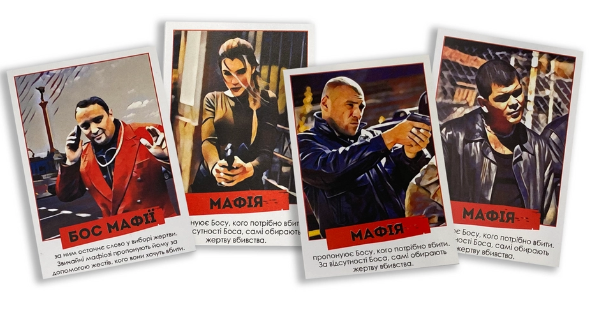 БОС МАФІЇ
за ним останнє слово у виборі жертви.
Звичайні мафіозі пропонують йому за
допомогою жестів, кого вони хочуть вбити.
МАФІЯ
нує Босу, кого потрібно вбити
сутності Боса, самі обирають
жертву вбивства.
МАФІЯ
пропонує Босу, кого потрібно вбити.
За відсутності Боса, самі обирають
жертву вбивства.
МАФІЯ
є Босу, кого потрібно вбити.
ності Боса, самі обирають
жертву вбивства.